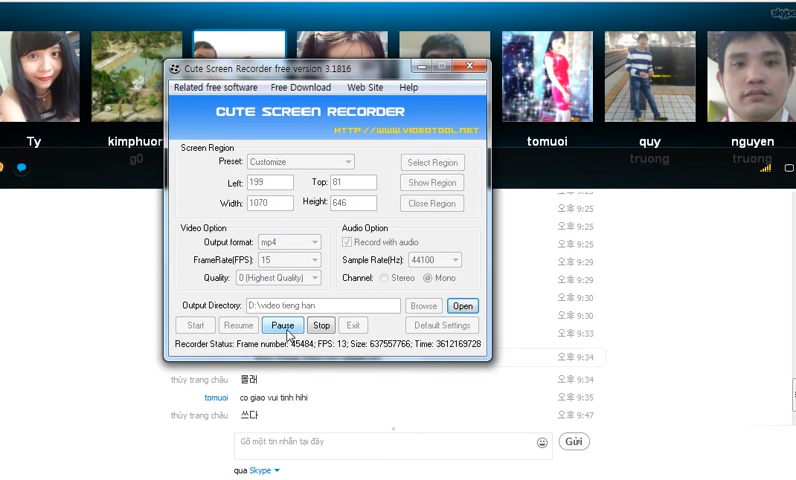 skype
Cute Screen Recorder free version 3.1816
Related free software Free Download Web Site Help
CUTE SCREEN RECORDER
HTTP://WWW.VIDEOTOOL.NET
Ty kimphuon tomuoi quy nguyen
g0 truong truong
Screen Region
Preset: Customize Select Region
Left: 199 Top: 81 Show Region
Width: 1070 Height: 646 Close Region
Video Option Audio Option
Output format: mp4 Record with audio
FrameRate(FPS): 15 Sample Rate(Hz): 44100
Quality: 0 (Highest Quality) Channel: Stereo Mono
Output Directory: D:\video tieng han Browse Open
Start Resume Pause Stop Exit Default Settings
Recorder Status: Frame number: 45484; FPS: 13; Size: 637557766; Time: 3612169728
오후 9:25
오후 9:25
오후 9:25
오후 9:25
오후 9:29
오후 9:29
오후 9:30
오후 9:30
오후 9:33
오후 9:34
thùy trang châu 몰래 오후 9:34
tomuoi co giao vui tinh hihi 오후 9:35
thùy trang châu 쓰다 오후 9:47
Gõ một tin nhắn tại đây Gửi
qua Skype